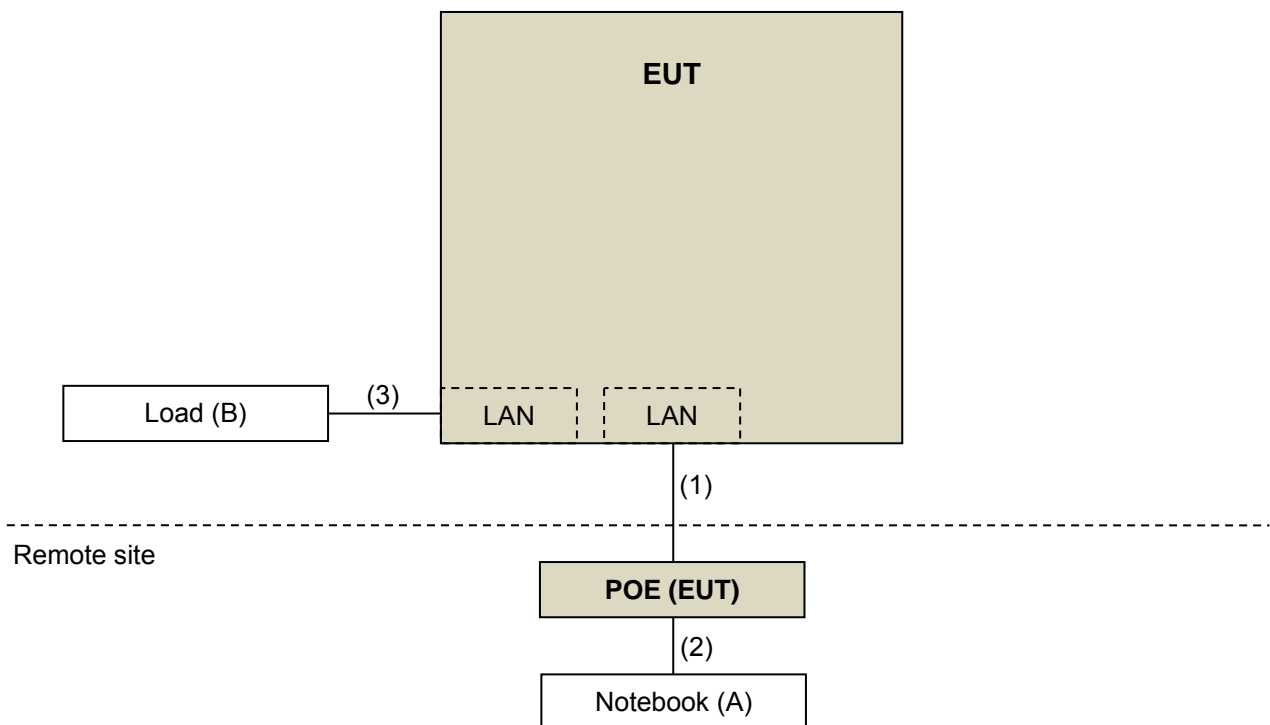 EUT
(3)
Load (B)
LAN
LAN
(1)
Remote site
POE (EUT)
(2)
Notebook (A)